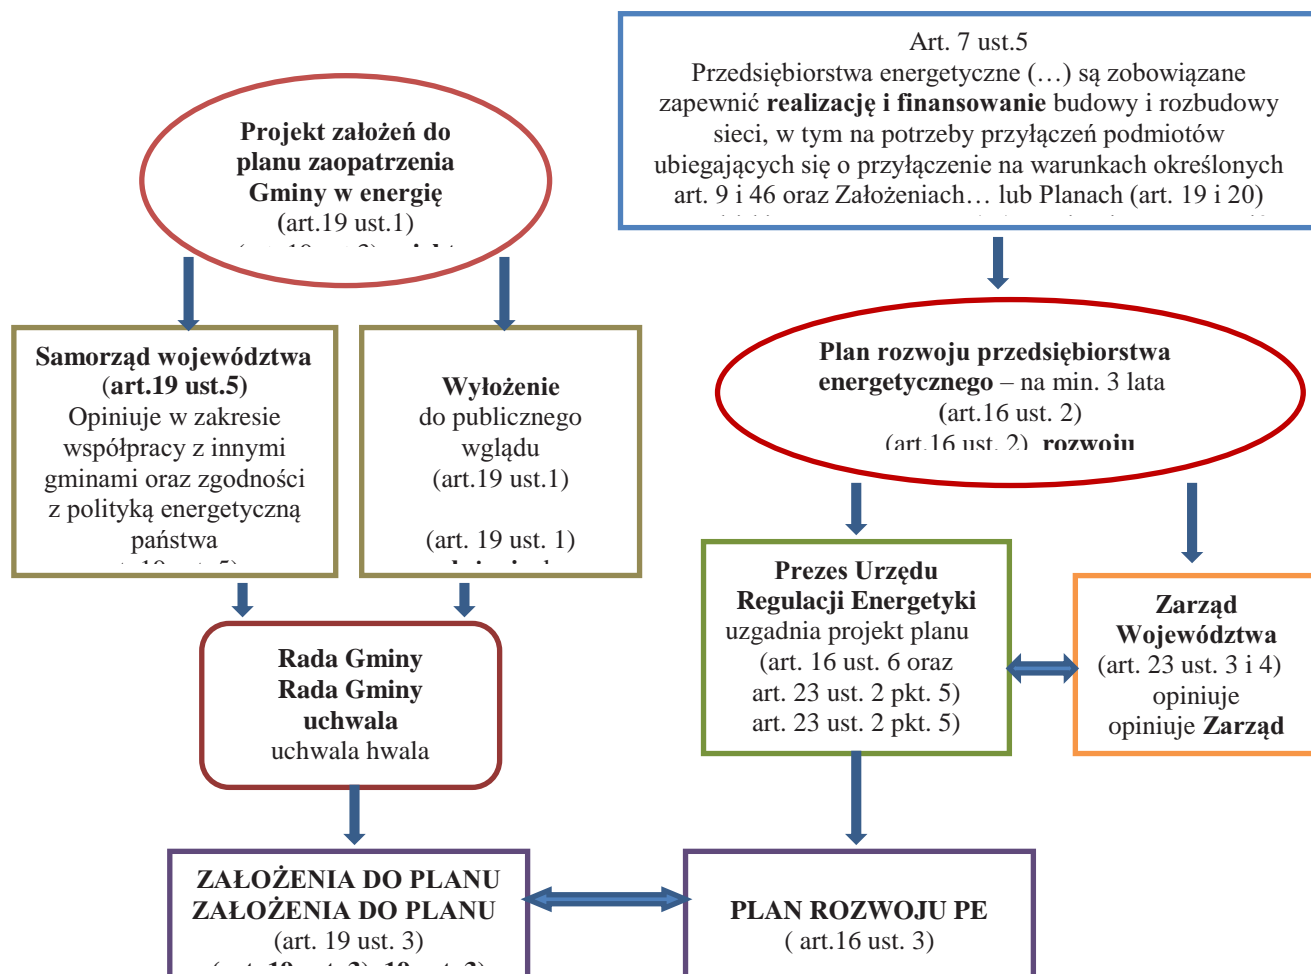 Projekt założeń do
planu zaopatrzenia
Gminy w energię
(art.19 ust.1)
Art. 7 ust.5
Przedsiębiorstwa energetyczne (…) są zobowiązane
zapewnić realizację i finansowanie budowy i rozbudowy
sieci, w tym na potrzeby przyłączeń podmiotów
ubiegających się o przyłączenie na warunkach określonych
art. 9 i 46 oraz Założeniach… lub Planach (art. 19 i 20)
Samorząd województwa
(art.19 ust.5)
Opiniuje w zakresie
współpracy z innymi
gminami oraz zgodności
z polityką energetyczną
państwa
Wyłożenie
do publicznego
wglądu
(art.19 ust.1)
(art. 19 ust. 1)
Plan rozwoju przedsiębiorstwa
energetycznego – na min. 3 lata
(art.16 ust. 2)
(art.16 ust. 2) rozwoju
Rada Gminy
Rada Gminy
uchwala
uchwala hwala
Prezes Urzędu
Regulacji Energetyki
uzgadnia projekt planu
(art. 16 ust. 6 oraz
art. 23 ust. 2 pkt. 5)
art. 23 ust. 2 pkt. 5)
Zarząd
Województwa
(art. 23 ust. 3 i 4)
opiniuje
opiniuje Zarząd
ZAŁOŻENIA DO PLANU
ZAŁOŻENIA DO PLANU
(art. 19 ust. 3)
PLAN ROZWOJU PE
( art.16 ust. 3)